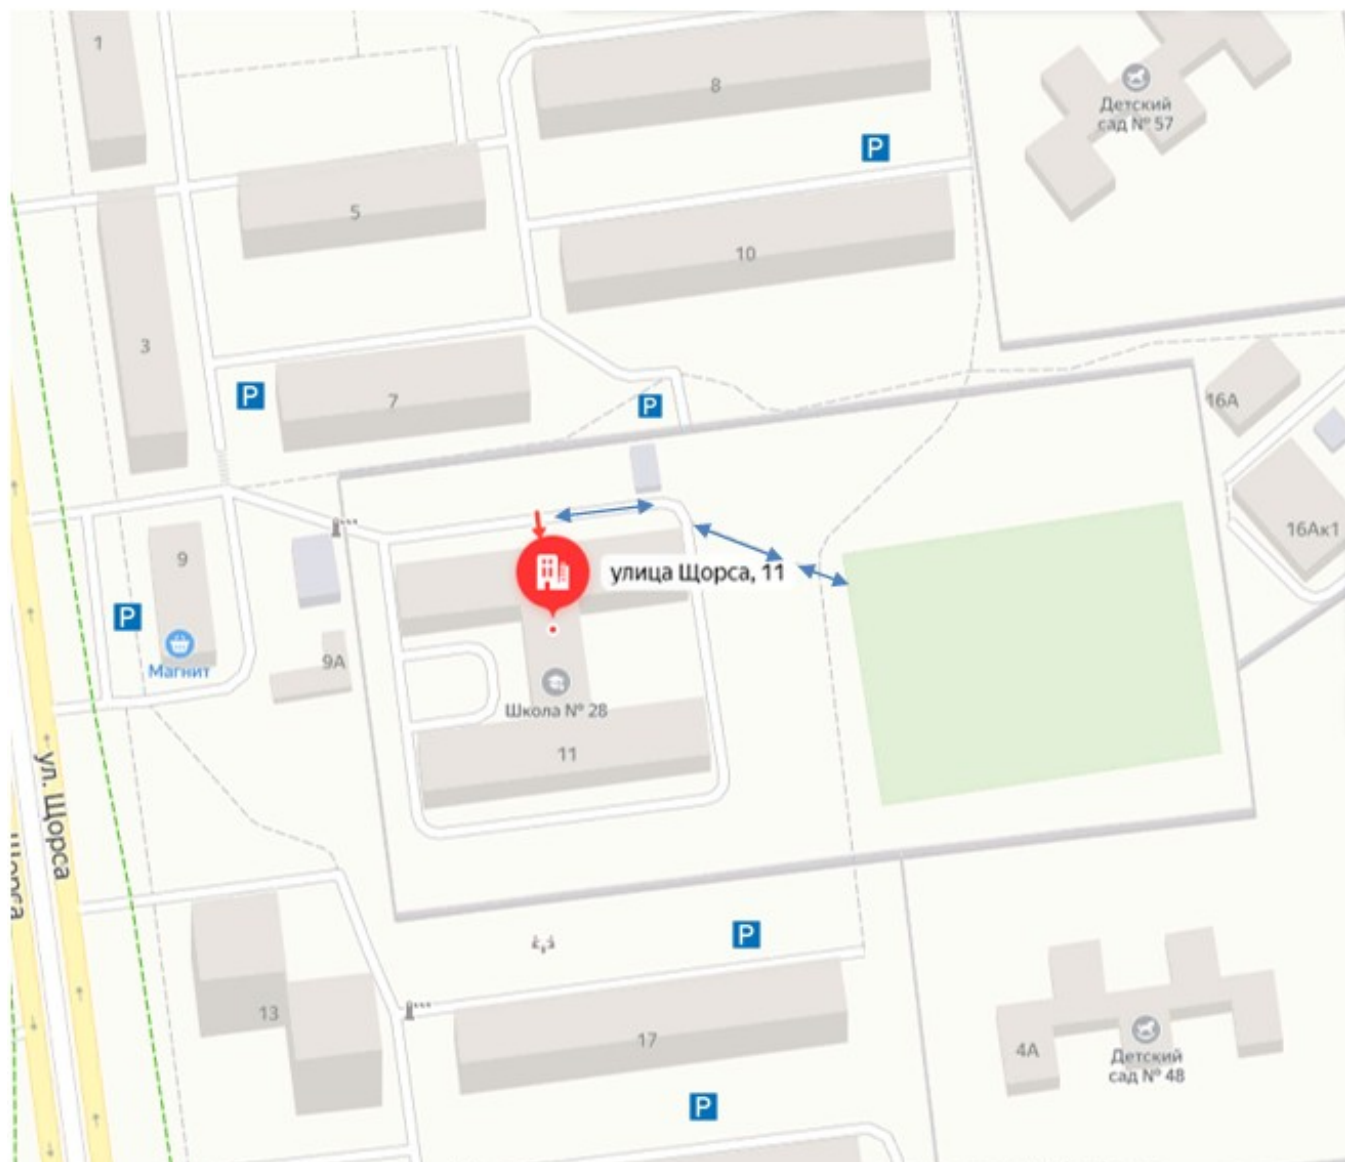 1
8
Детский
сад № 57
P
5
10
3
P
7
P
16А
16Ак1
9
улица Щорса, 11
P
Магнит
9А
Школа № 28
11
ул. Щорса
Щорса
P
13
17
4А
Детский
сад № 48
P